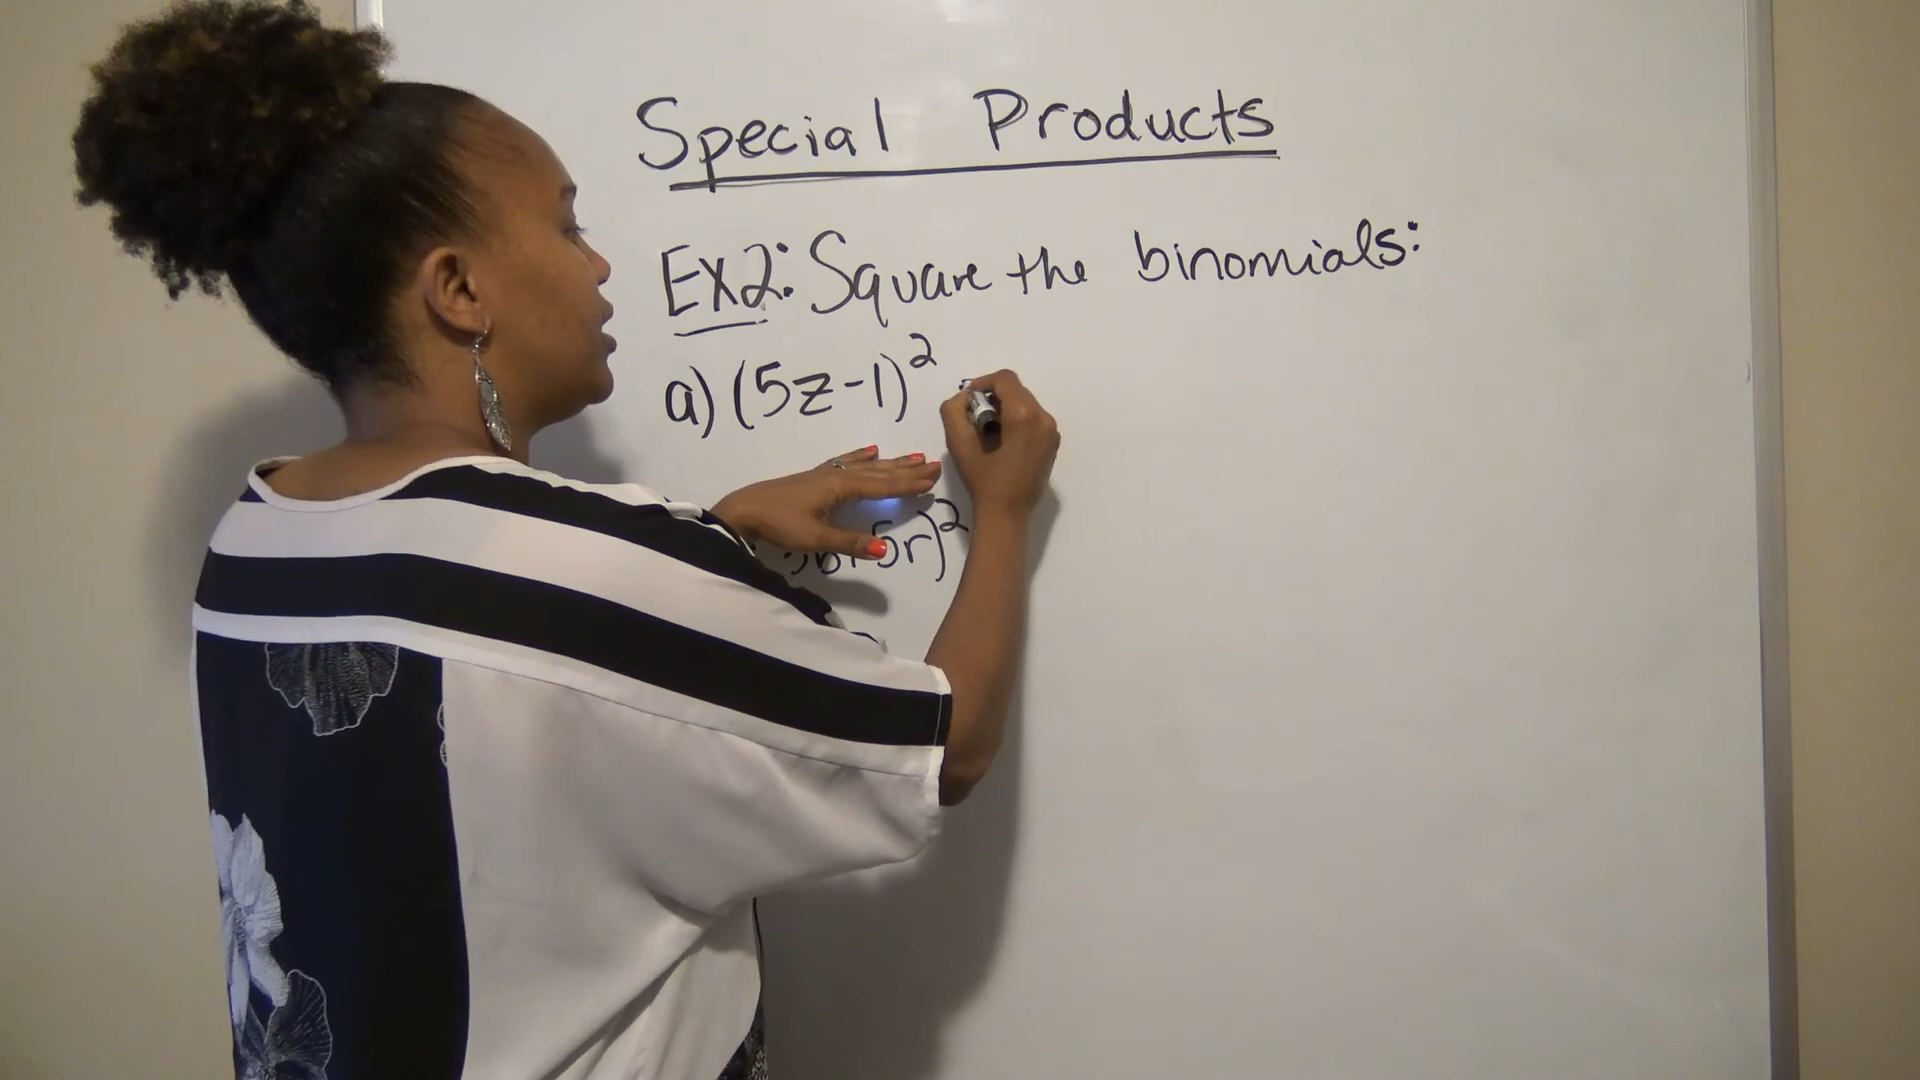 Special Products
Ex2: Square the binomials:
a) (5z-1)²
5r)²